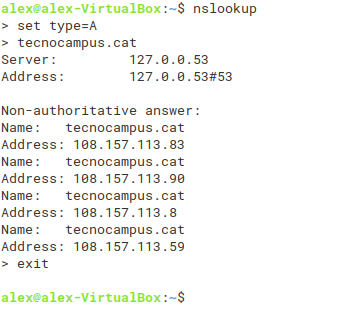 alex@alex-VirtualBox:~$ nslookup
> set type=A
> tecnocampus.cat
Server:         127.0.0.53
Address:        127.0.0.53#53

Non-authoritative answer:
Name:   tecnocampus.cat
Address: 108.157.113.83
Name:   tecnocampus.cat
Address: 108.157.113.90
Name:   tecnocampus.cat
Address: 108.157.113.8
Name:   tecnocampus.cat
Address: 108.157.113.59
> exit

alex@alex-VirtualBox:~$